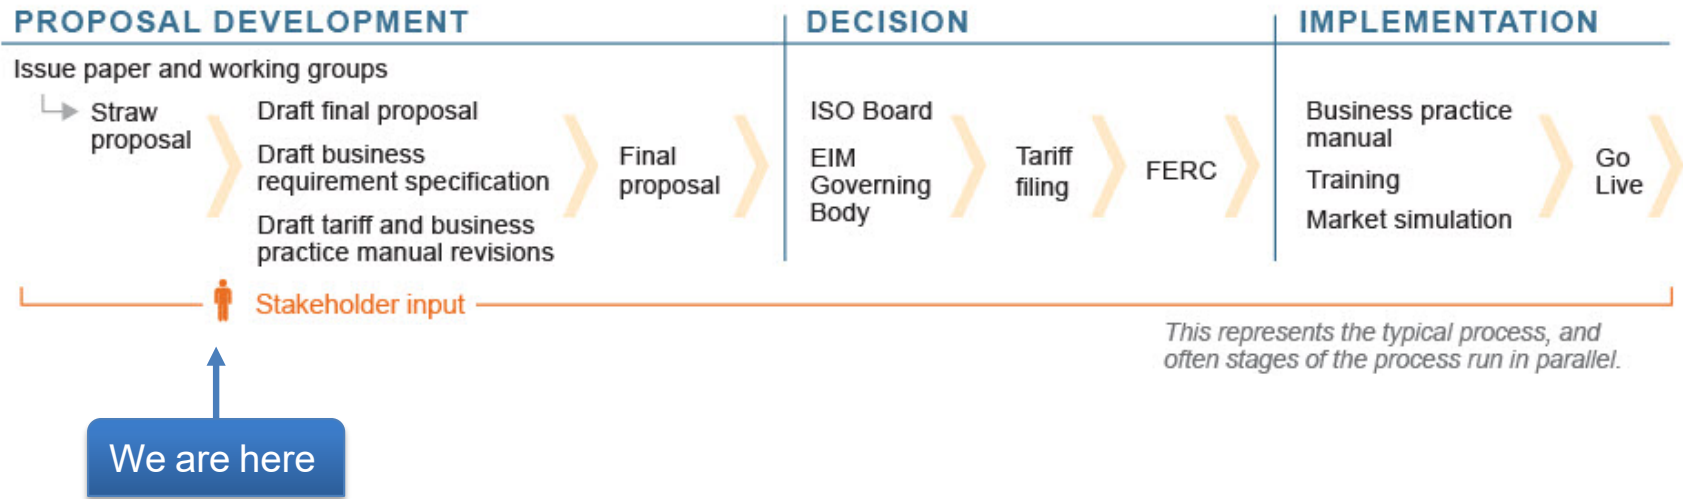 PROPOSAL DEVELOPMENT
DECISION
IMPLEMENTATION
Issue paper and working groups
Straw
proposal
Draft final proposal
Draft business
requirement specification
Draft tariff and business
practice manual revisions
Final
proposal
ISO Board
EIM
Governing
Body
Tariff
filing
FERC
Business practice
manual
Training
Market simulation
Go
Live
Stakeholder input
This represents the typical process, and
often stages of the process run in parallel.
We are here